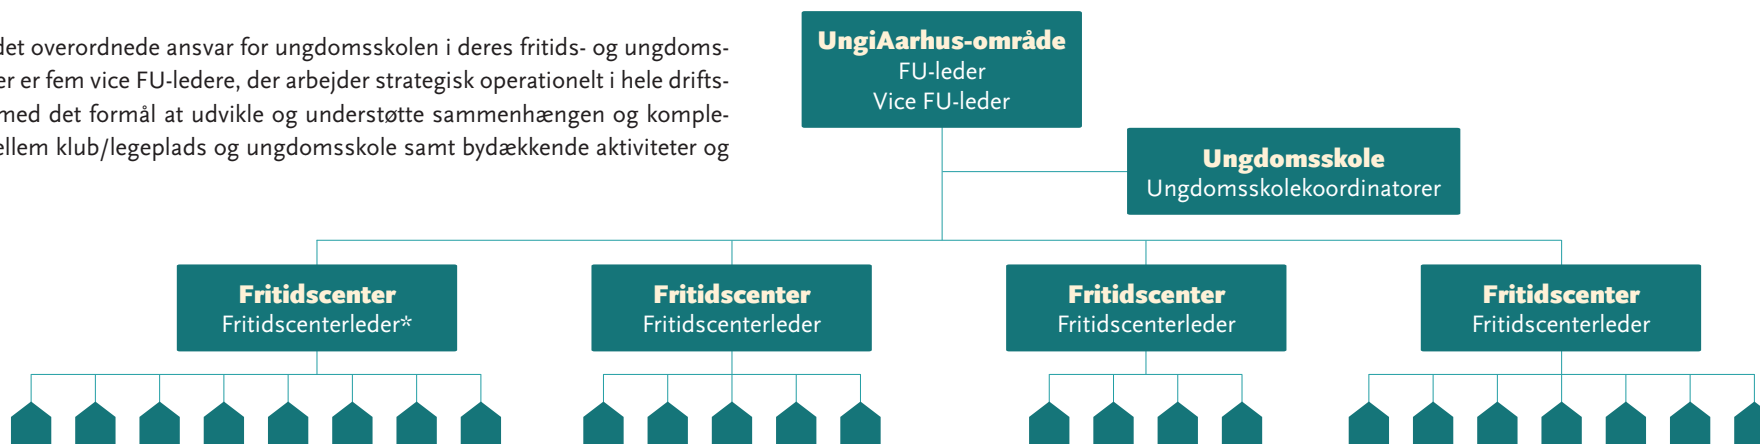 det overordnede ansvar for ungdomsskolen i deres fritids- og ungdoms-
er er fem vice FU-ledere, der arbejder strategisk operationelt i hele drifts-
med det formål at udvikle og understøtte sammenhængen og komple-
ellem klub/legeplads og ungdomsskole samt bydækkende aktiviteter og
UngiAarhus-område
FU-leder
Vice FU-leder
Ungdomsskole
Ungdomsskolekoordinatorer
Fritidscenter
Fritidscenterleder*
Fritidscenter
Fritidscenterleder
Fritidscenter
Fritidscenterleder
Fritidscenter
Fritidscenterleder